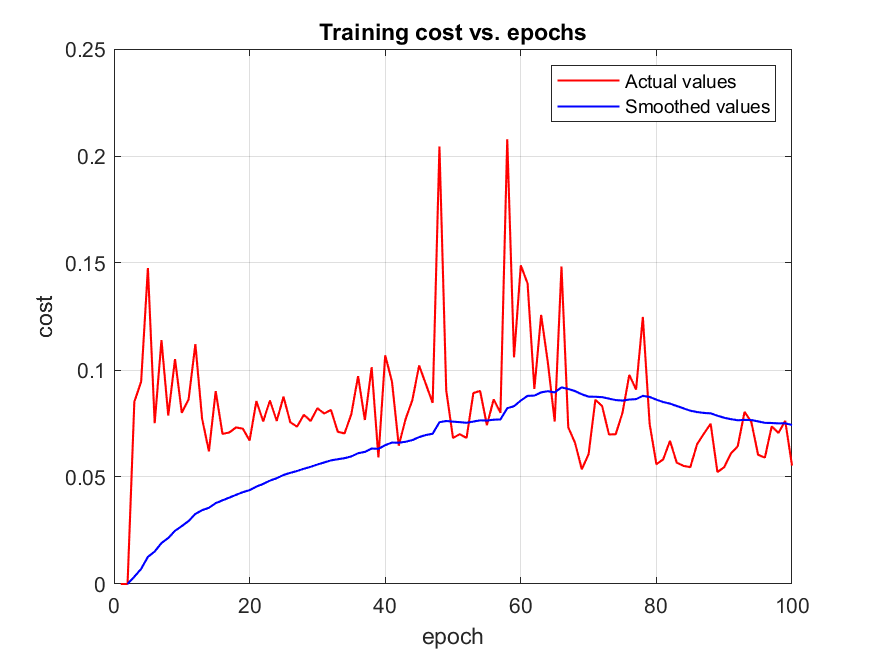 Training cost vs. epochs
0.25
0.2
0.15
0.1
0.05
0
Actual values
Smoothed values
cost
0 20 40 60 80 100
epoch